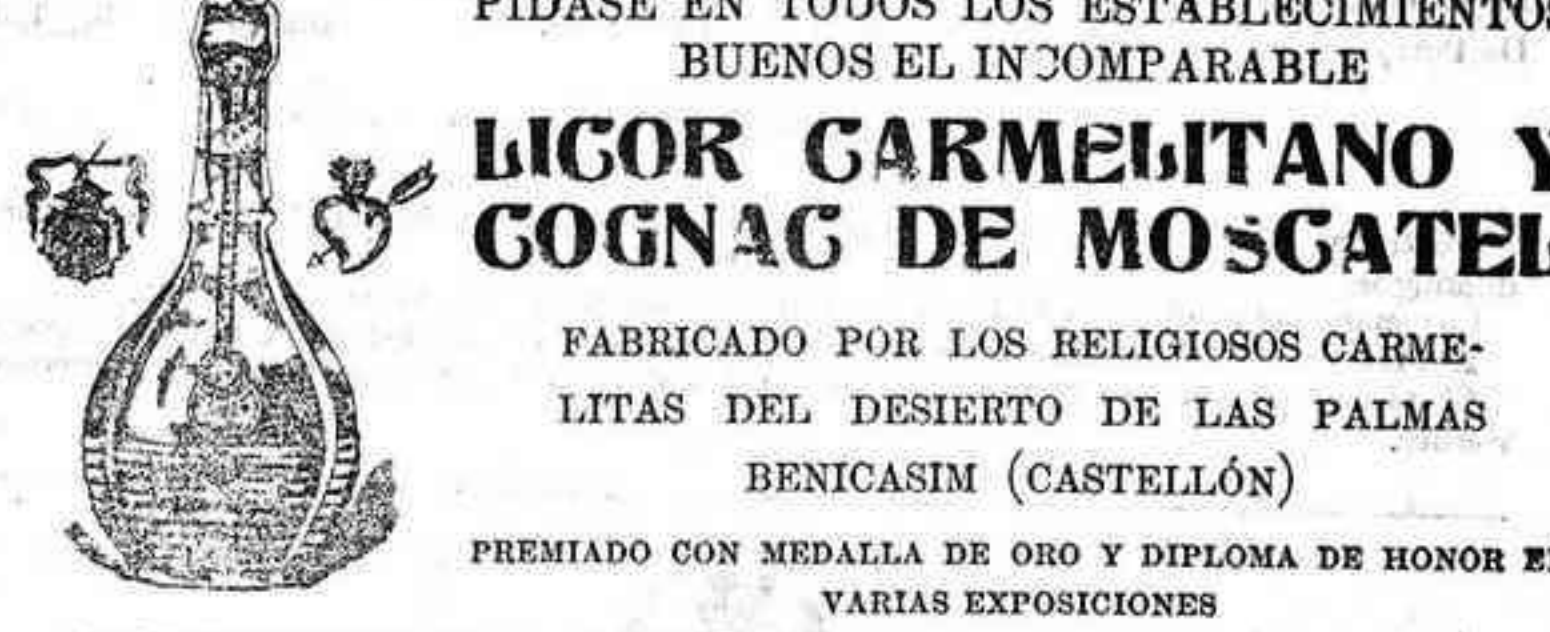 PÍDASE EN TODOS LOS ESTABLECIMIENTOS
BUENOS EL INCOMPARABLE
LICOR CARMELITANO Y
COGNAC DE MOSCATEL
FABRICADO POR LOS RELIGIOSOS CARME-
LITAS DEL DESIERTO DE LAS PALMAS
BENICASIM (CASTELLÓN)
PREMIADO CON MEDALLA DE ORO Y DIPLOMA DE HONOR EN
VARIAS EXPOSICIONES